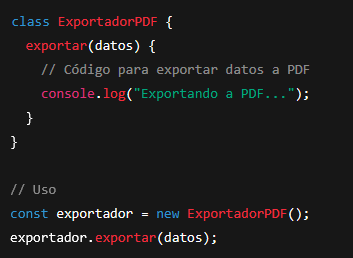 class ExportadorPDF {
  exportar(datos) {
    // Código para exportar datos a PDF
    console.log("Exportando a PDF...");
  }
}

// Uso
const exportador = new ExportadorPDF();
exportador.exportar(datos);